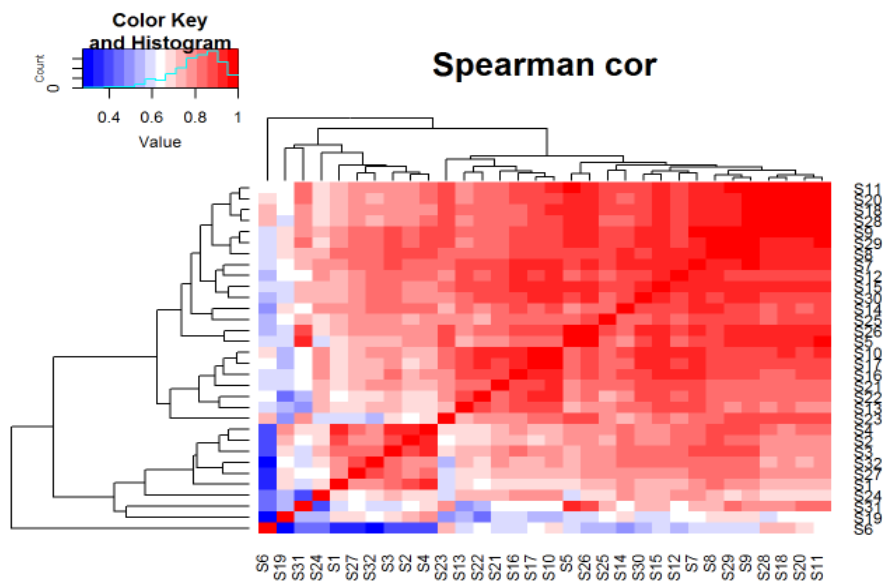 Color Key
and Histogram
Count
0
0.4 0.6 0.8 1
Value
Spearman cor
S11
S20
S18
S28
S9
S29
S8
S7
S12
S15
S30
S14
S25
S26
S5
S10
S17
S16
S21
S22
S13
S23
S4
S2
S3
S32
S27
S1
S24
S31
S19
S6
S6 S19 S31 S24 S1 S27 S32 S3 S2 S4 S23 S13 S22 S21 S16 S17 S10 S5 S26 S25 S14 S30 S15 S12 S7 S8 S29 S9 S28 S18 S20 S11